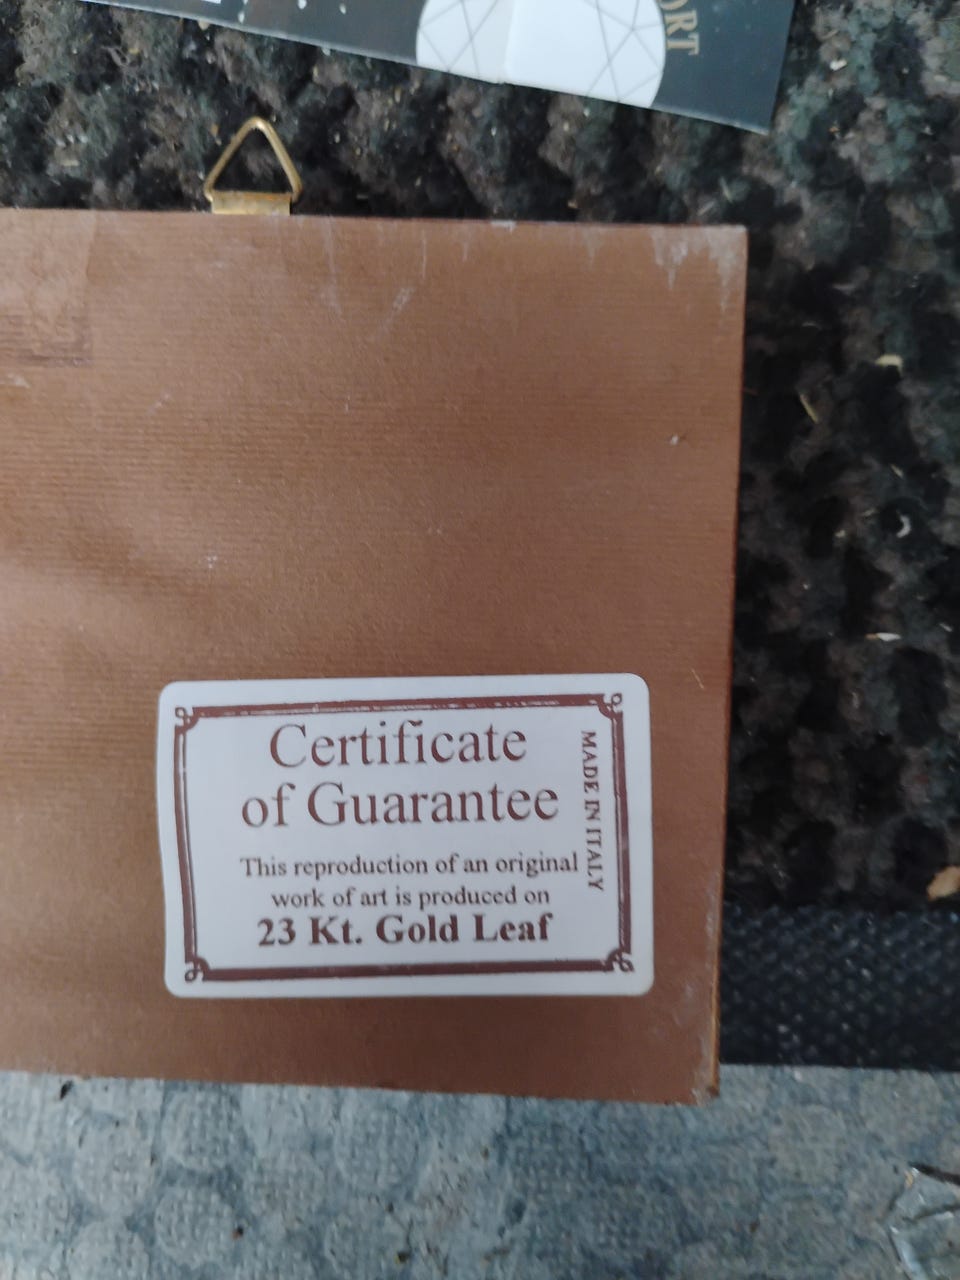 Certificate
of Guarantee
This reproduction of an original
work of art is produced on
23 Kt. Gold Leaf
MADE IN ITALY